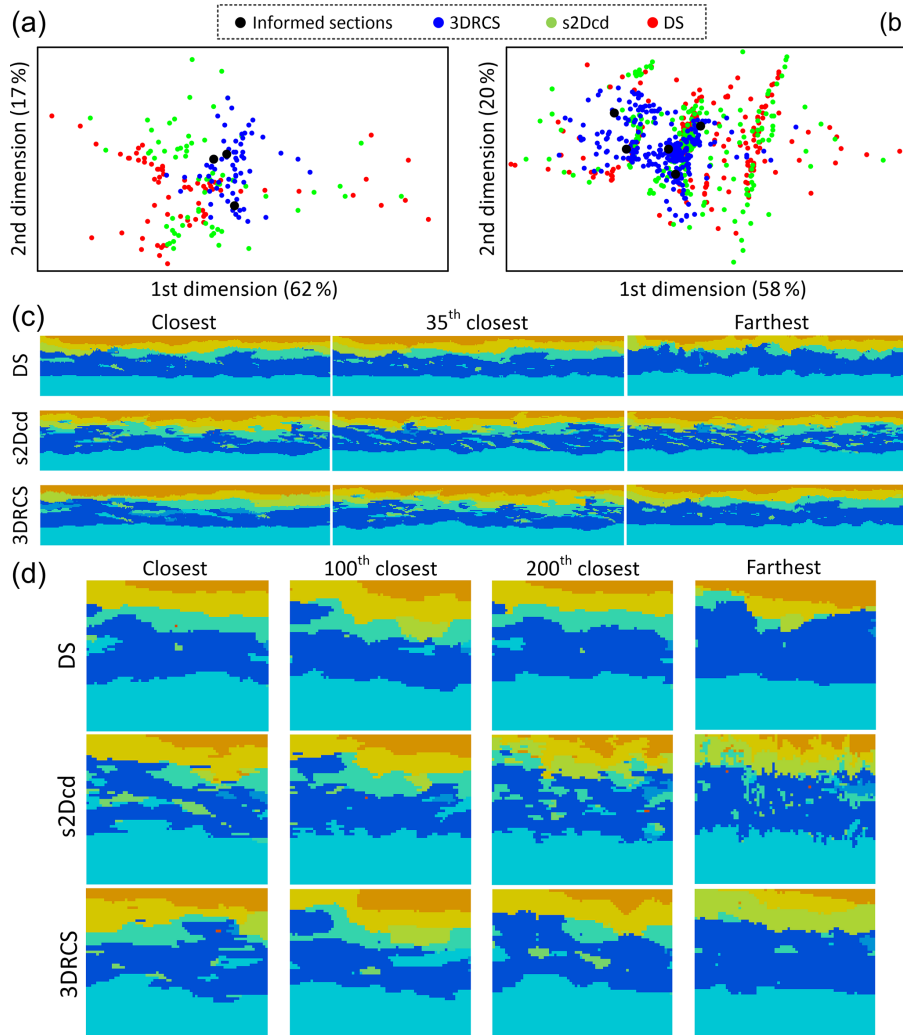 (a)
Informed sections 3DRCS s2Dcd DS
(b)
2nd dimension (17 %)
1st dimension (62 %)
2nd dimension (20 %)
1st dimension (58 %)
(c)
Closest 35th closest Farthest
DS
s2Dcd
3DRCS
(d)
Closest 100th closest 200th closest Farthest
DS
s2Dcd
3DRCS